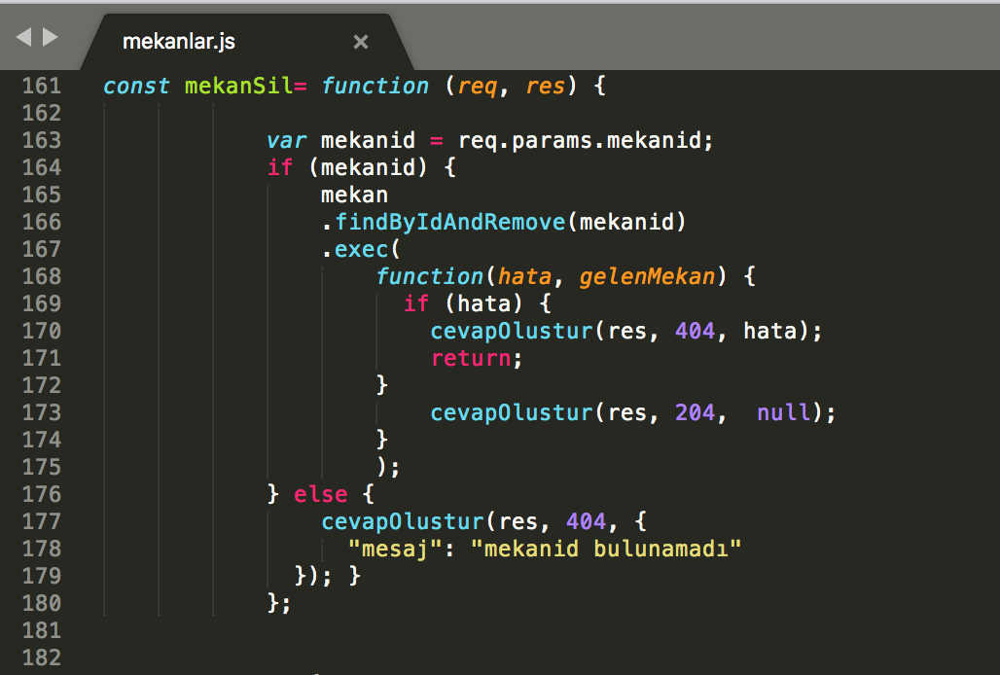 mekanlar.js ×
161 const mekanSil= function (req, res) {
162
163 var mekanid = req.params.mekanid;
164 if (mekanid) {
165 mekan
166 .findByIdAndRemove(mekanid)
167 .exec(
168 function(hata, gelenMekan) {
169 if (hata) {
170 cevapOlustur(res, 404, hata);
171 return;
172 }
173 cevapOlustur(res, 204,  null);
174 }
175 );
176 } else {
177 cevapOlustur(res, 404, {
178 "mesaj": "mekanid bulunamadı"
179 }); }
180 };
181
182